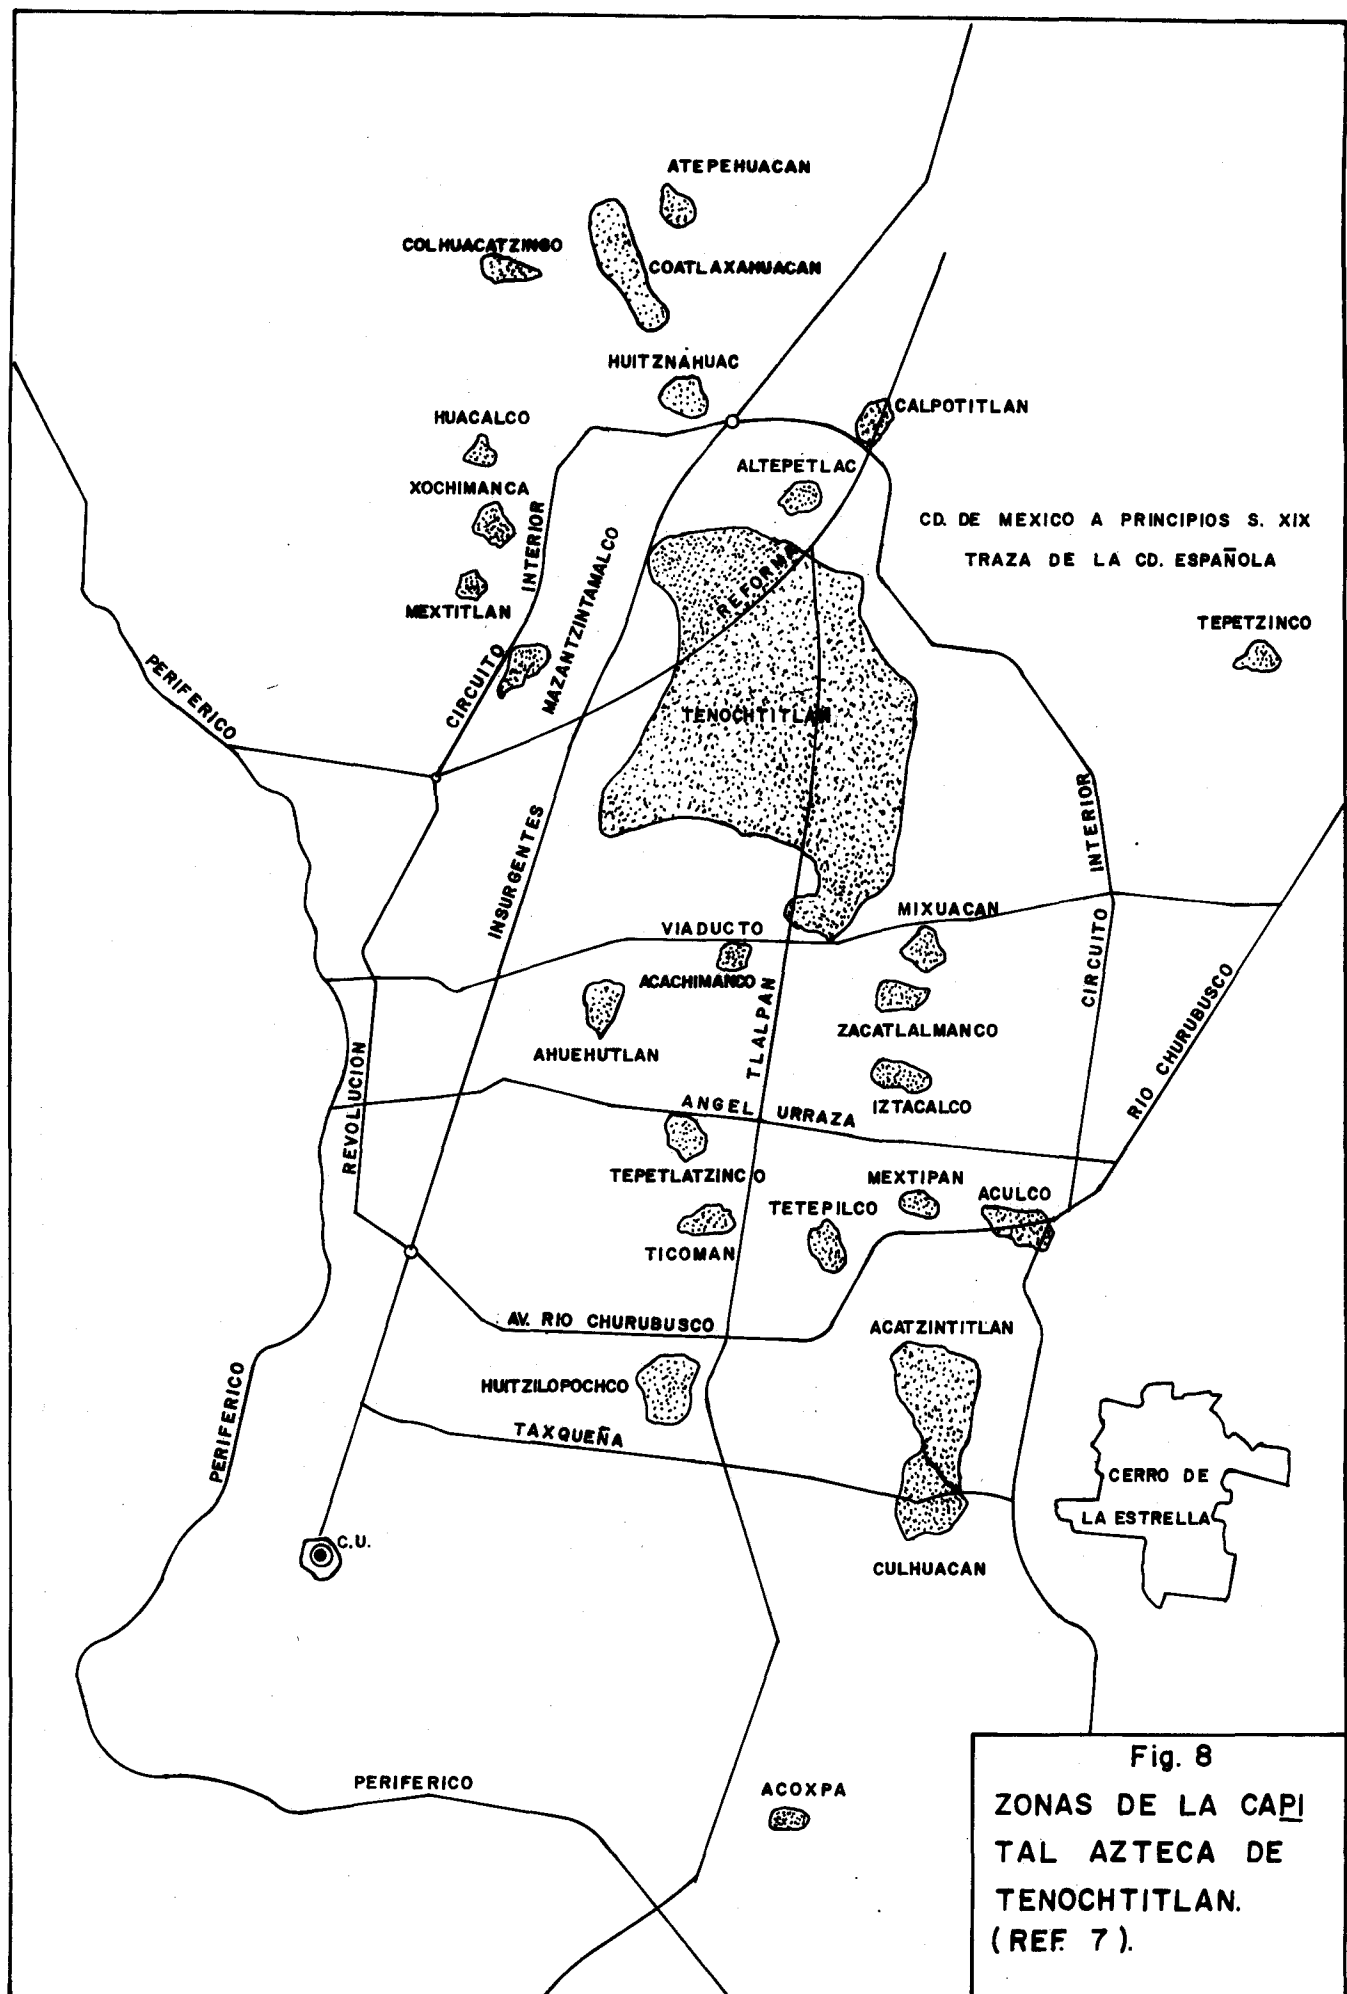 ATEPEHUACAN
COLHUACATZINGO
COATLAXAHUACAN
HUITZNAHUAC
HUACALCO
CALPOTITLAN
ALTEPETLAC
XOCHIMANCA
CD. DE MEXICO A PRINCIPIOS S. XIX
TRAZA DE LA CD. ESPAÑOLA
INTERIOR
MAZANTZINTAMALCO
REFORMA
MEXTITLAN
TEPETZINCO
CIRCUITO
PERIFERICO
TENOCHTITLAN
INSURGENTES
INTERIOR
MIXUACAN
VIADUCTO
CIRCUITO
ACACHIMANCO
TLALPAN
ZACATLALMANCO
RIO CHURUBUSCO
AHUEHUTLAN
REVOLUCION
IZTACALCO
ANGEL URRAZA
TEPETLATZINCO
MEXTIPAN
ACULCO
TETEPILCO
TICOMAN
AV. RIO CHURUBUSCO
ACATZINTITLAN
HUITZILOPOCHCO
PERIFERICO
TAXQUEÑA
CERRO DE
LA ESTRELLA
C.U.
CULHUACAN
PERIFERICO
ACOXPA
Fig. 8
ZONAS DE LA CAPI
TAL AZTECA DE
TENOCHTITLAN.
(REF. 7).